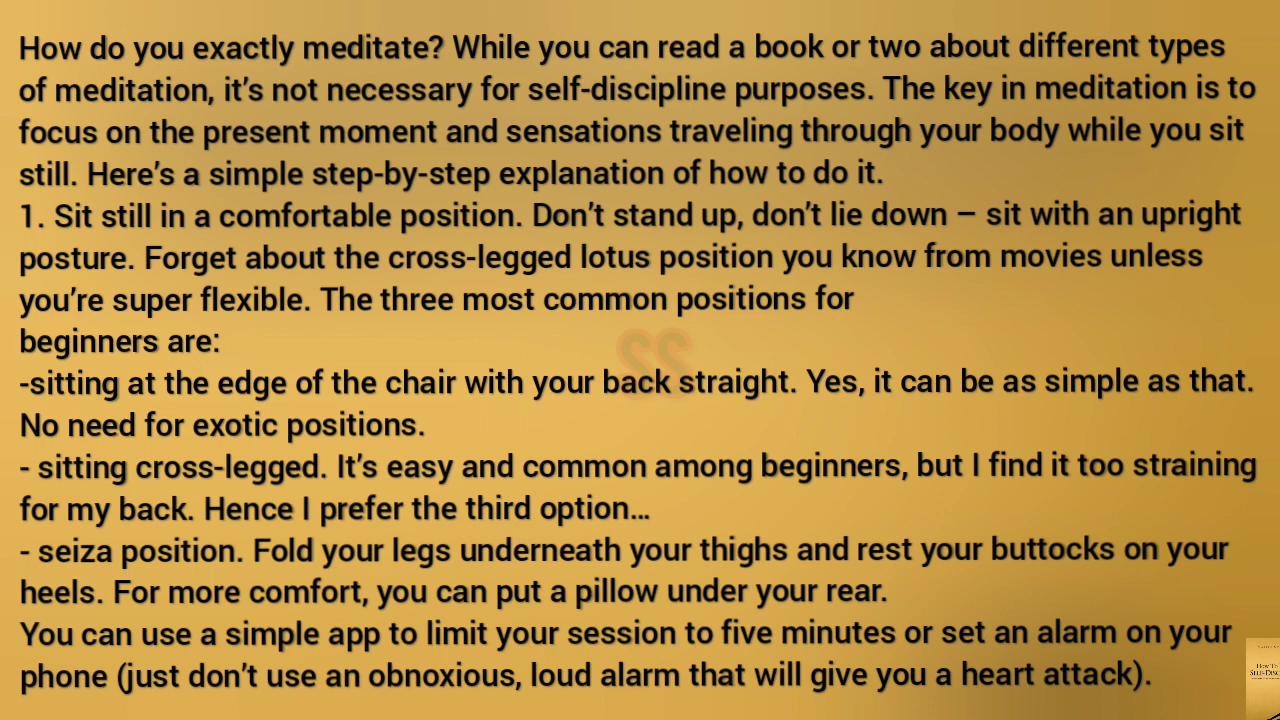 How do you exactly meditate? While you can read a book or two about different types
of meditation, it’s not necessary for self-discipline purposes. The key in meditation is to
focus on the present moment and sensations traveling through your body while you sit
still. Here’s a simple step-by-step explanation of how to do it.
1. Sit still in a comfortable position. Don’t stand up, don’t lie down – sit with an upright
posture. Forget about the cross-legged lotus position you know from movies unless
you’re super flexible. The three most common positions for
beginners are:
-sitting at the edge of the chair with your back straight. Yes, it can be as simple as that.
No need for exotic positions.
- sitting cross-legged. It’s easy and common among beginners, but I find it too straining
for my back. Hence I prefer the third option…
- seiza position. Fold your legs underneath your thighs and rest your buttocks on your
heels. For more comfort, you can put a pillow under your rear.
You can use a simple app to limit your session to five minutes or set an alarm on your
phone (just don’t use an obnoxious, loud alarm that will give you a heart attack).
How To